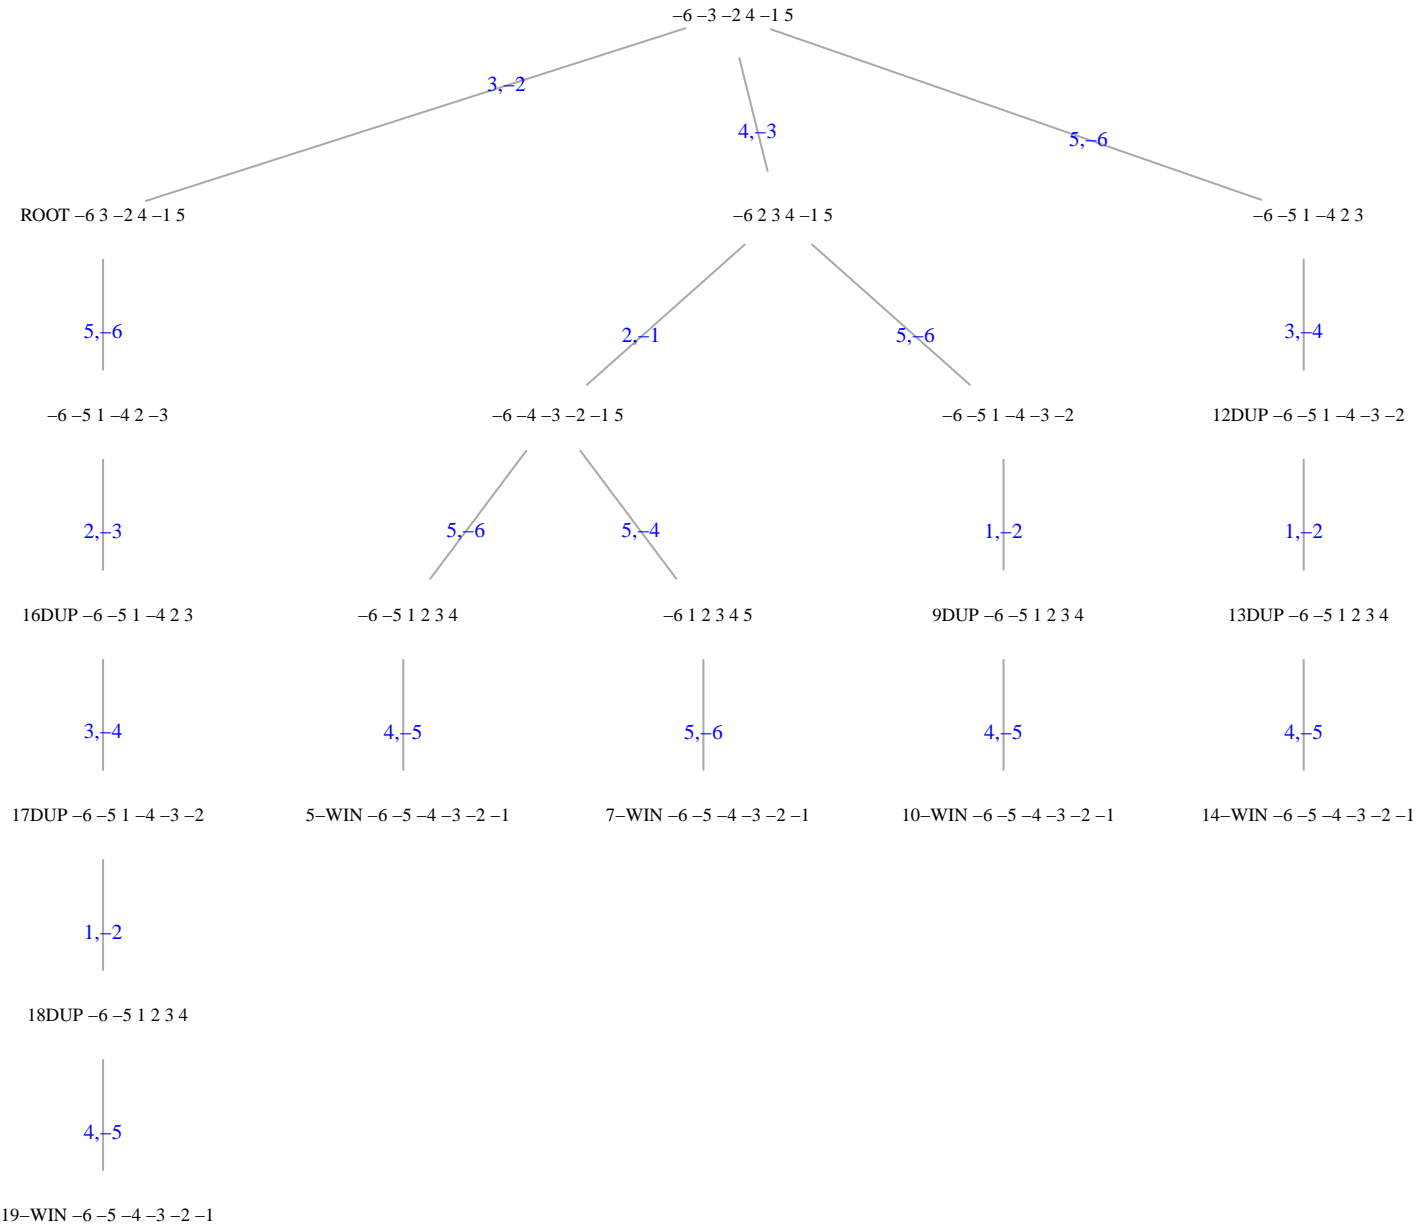 –6 –3 –2 4 –1 5
3,–2
4,–3
5,–6
ROOT –6 3 –2 4 –1 5
–6 2 3 4 –1 5
–6 –5 1 –4 2 3
5,–6
2,–1
5,–6
3,–4
–6 –5 1 –4 2 –3
–6 –4 –3 –2 –1 5
–6 –5 1 –4 –3 –2
12DUP –6 –5 1 –4 –3 –2
2,–3
5,–6
5,–4
1,–2
1,–2
16DUP –6 –5 1 –4 2 3
–6 –5 1 2 3 4
–6 1 2 3 4 5
9DUP –6 –5 1 2 3 4
13DUP –6 –5 1 2 3 4
3,–4
4,–5
5,–6
4,–5
4,–5
17DUP –6 –5 1 –4 –3 –2
5–WIN –6 –5 –4 –3 –2 –1
7–WIN –6 –5 –4 –3 –2 –1
10–WIN –6 –5 –4 –3 –2 –1
14–WIN –6 –5 –4 –3 –2 –1
1,–2
18DUP –6 –5 1 2 3 4
4,–5
19–WIN –6 –5 –4 –3 –2 –1